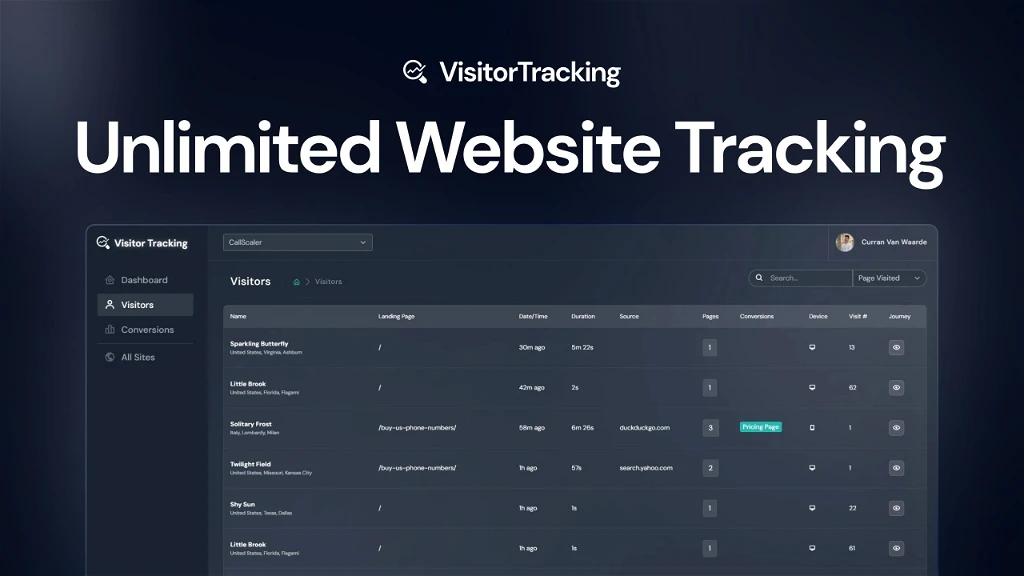 VisitorTracking
Unlimited Website Tracking
Visitor Tracking
CallScaler
Curran Van Waarde
Dashboard
Visitors
Conversions
All Sites
Visitors
Visitors
Search...
Page Visited
Name Landing Page Date/Time Duration Source Pages Conversions Device Visit # Journey
Sparkling Butterfly / 30m ago 5m 22s 1 13
United States, Virginia, Ashburn
Little Brook / 42m ago 2s 1 62
United States, Florida, Flagami
Solitary Frost /buy-us-phone-numbers/ 58m ago 6m 26s duckduckgo.com 3 Pricing Page 1
Italy, Lombardy, Milan
Twilight Field /buy-us-phone-numbers/ 1h ago 57s search.yahoo.com 2 1
United States, Missouri, Kansas City
Shy Sun / 1h ago 1s 1 22
United States, Texas, Dallas
Little Brook / 1h ago 1s 1 61
United States, Florida, Flagami